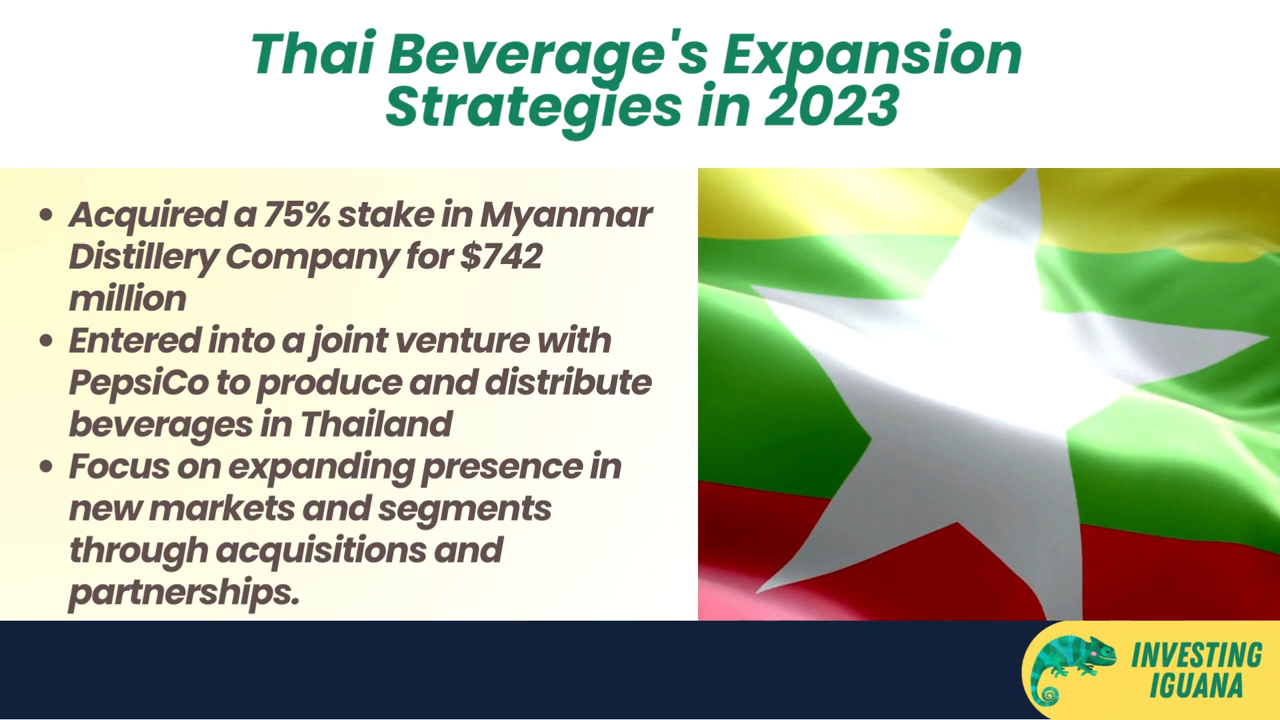 Thai Beverage's Expansion
Strategies in 2023
• Acquired a 75% stake in Myanmar
Distillery Company for $742
million
• Entered into a joint venture with
PepsiCo to produce and distribute
beverages in Thailand
• Focus on expanding presence in
new markets and segments
through acquisitions and
partnerships.
INVESTING
IGUANA